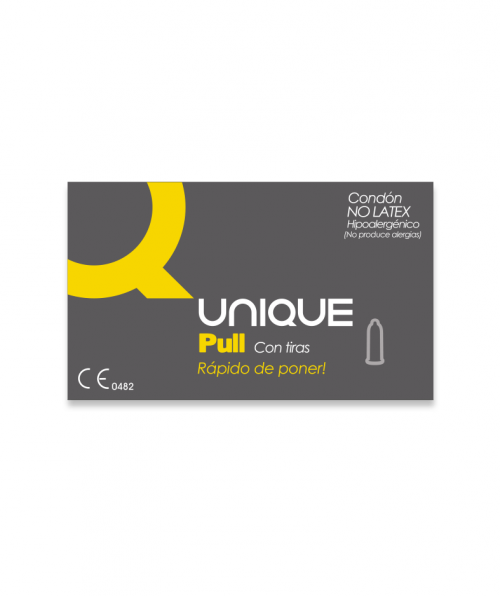 Condón
NO LATEX
Hipoalergénico
(No produce alergias)
UNIQUE
Pull Con tiras
Rápido de poner!
CE 0482